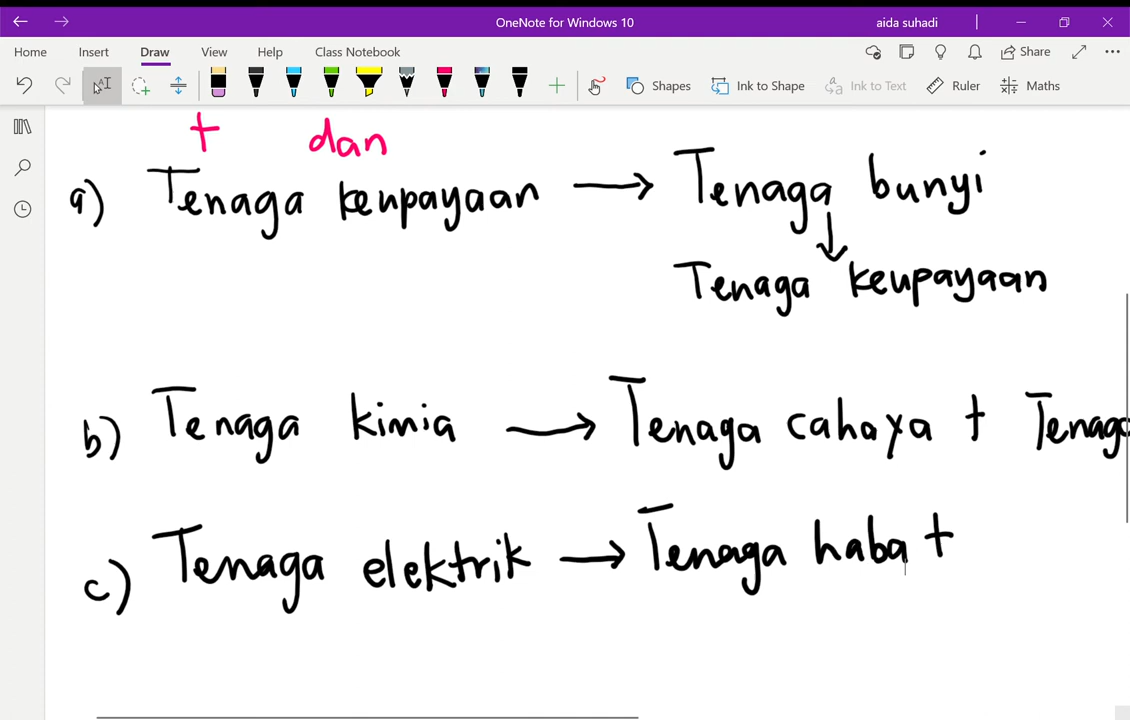 OneNote for Windows 10
aida suhadi
Home Insert Draw View Help Class Notebook
Share
Shapes Ink to Shape Ink to Text Ruler Maths
+ dan
a) Tenaga keupayaan → Tenaga bunyi
↓
Tenaga keupayaan
b) Tenaga kimia → Tenaga cahaya + Tenaga
c) Tenaga elektrik → Tenaga haba +